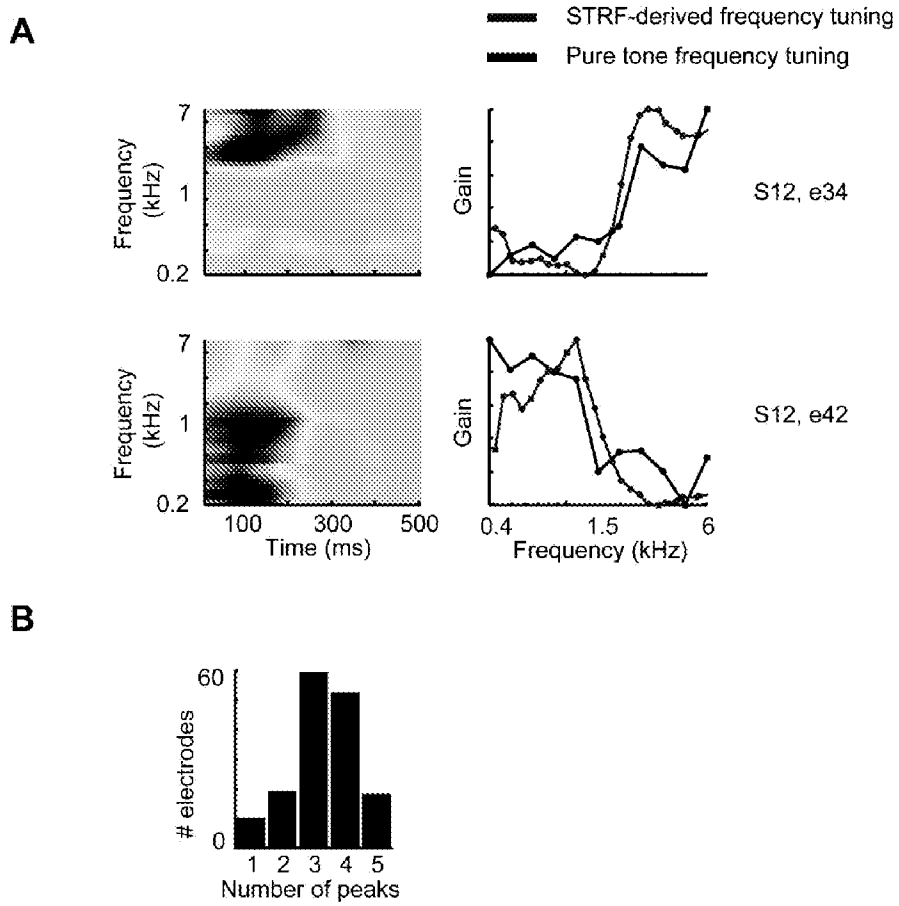 A
STRF-derived frequency tuning
Pure tone frequency tuning
7
1
0.2
Frequency
(kHz)
Gain
S12, e34
7
1
0.2
Frequency
(kHz)
100
300
500
Time (ms)
Gain
0.4
1.5
6
Frequency (kHz)
S12, e42
B
60
0
# electrodes
1
2
3
4
5
Number of peaks